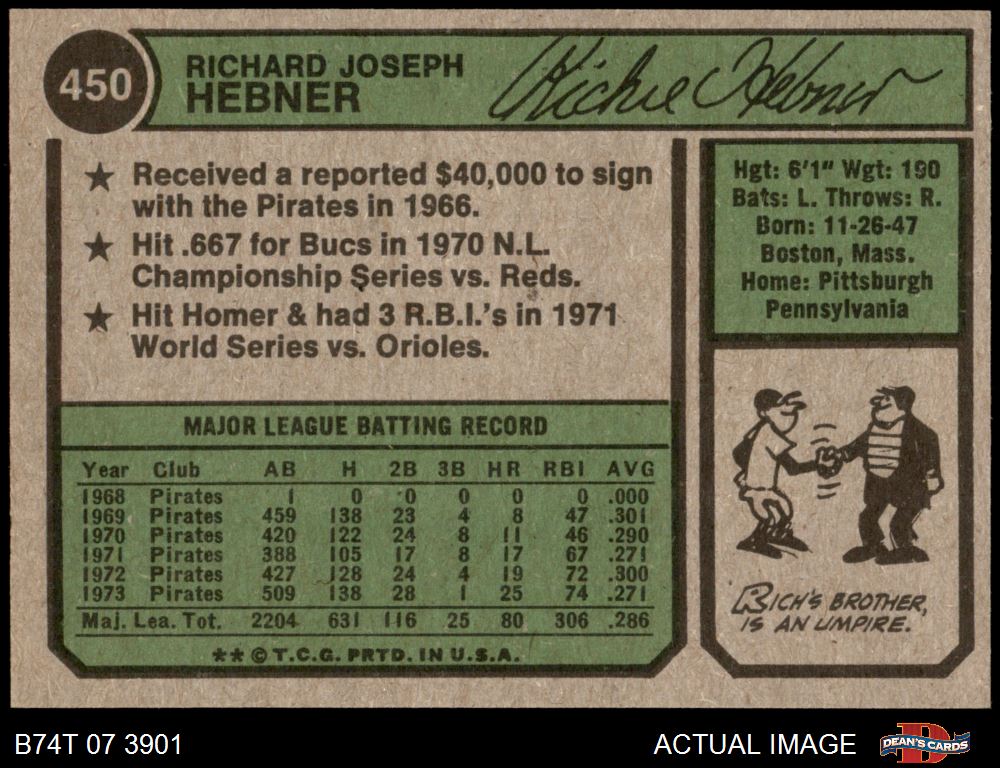 450
RICHARD JOSEPH
HEBNER
Richie Hebner
★ Received a reported $40,000 to sign
with the Pirates in 1966.
★ Hit .667 for Bucs in 1970 N.L.
Championship Series vs. Reds.
★ Hit Homer & had 3 R.B.I.'s in 1971
World Series vs. Orioles.
Hgt: 6'1" Wgt: 190
Bats: L. Throws: R.
Born: 11-26-47
Boston, Mass.
Home: Pittsburgh
Pennsylvania
MAJOR LEAGUE BATTING RECORD
Year Club AB H 2B 3B HR RBI AVG
1968 Pirates 1 0 0 0 0 0 .000
1969 Pirates 459 138 23 4 8 47 .301
1970 Pirates 420 122 24 8 11 46 .290
1971 Pirates 388 105 17 8 17 67 .271
1972 Pirates 427 128 24 4 19 72 .300
1973 Pirates 509 138 28 1 25 74 .271
Maj. Lea. Tot. 2204 631 116 25 80 306 .286
★★ © T.C.G. PRTD. IN U.S.A.
RICH'S BROTHER,
IS AN UMPIRE.
B74T 07 3901
ACTUAL IMAGE
DEAN'S CARDS